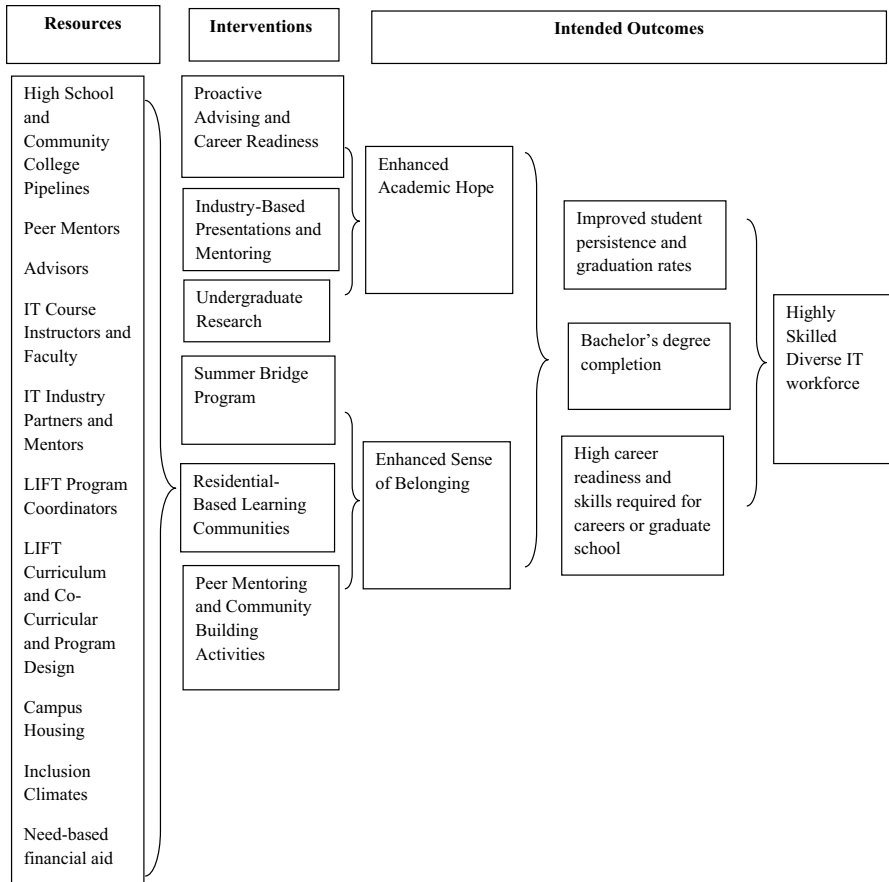 Resources
Interventions
Intended Outcomes
High School
and
Community
College
Pipelines
Peer Mentors
Advisors
IT Course
Instructors and
Faculty
IT Industry
Partners and
Mentors
LIFT Program
Coordinators
LIFT
Curriculum
and Co-
Curricular
and Program
Design
Campus
Housing
Inclusion
Climates
Need-based
financial aid
Proactive
Advising and
Career Readiness
Industry-Based
Presentations and
Mentoring
Undergraduate
Research
Summer Bridge
Program
Residential-
Based Learning
Communities
Peer Mentoring
and Community
Building
Activities
Enhanced
Academic Hope
Enhanced Sense
of Belonging
Improved student
persistence and
graduation rates
Bachelor’s degree
completion
High career
readiness and
skills required for
careers or graduate
school
Highly
Skilled
Diverse IT
workforce